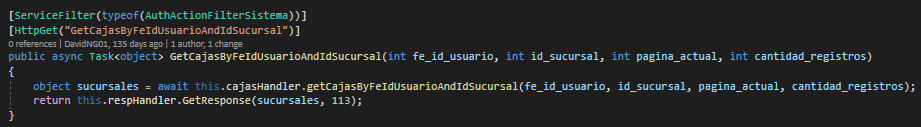 [ServiceFilter(typeof(AuthActionFilterSistema))]
[HttpGet("GetCajasByFeIdUsuarioAndIdSucursal")]
0 references | DavidNG01, 135 days ago | 1 author, 1 change
public async Task<object> GetCajasByFeIdUsuarioAndIdSucursal(int fe_id_usuario, int id_sucursal, int pagina_actual, int cantidad_registros)
{
object sucursales = await this.cajasHandler.getCajasByFeIdUsuarioAndIdSucursal(fe_id_usuario, id_sucursal, pagina_actual, cantidad_registros);
return this.respHandler.GetResponse(sucursales, 113);
}